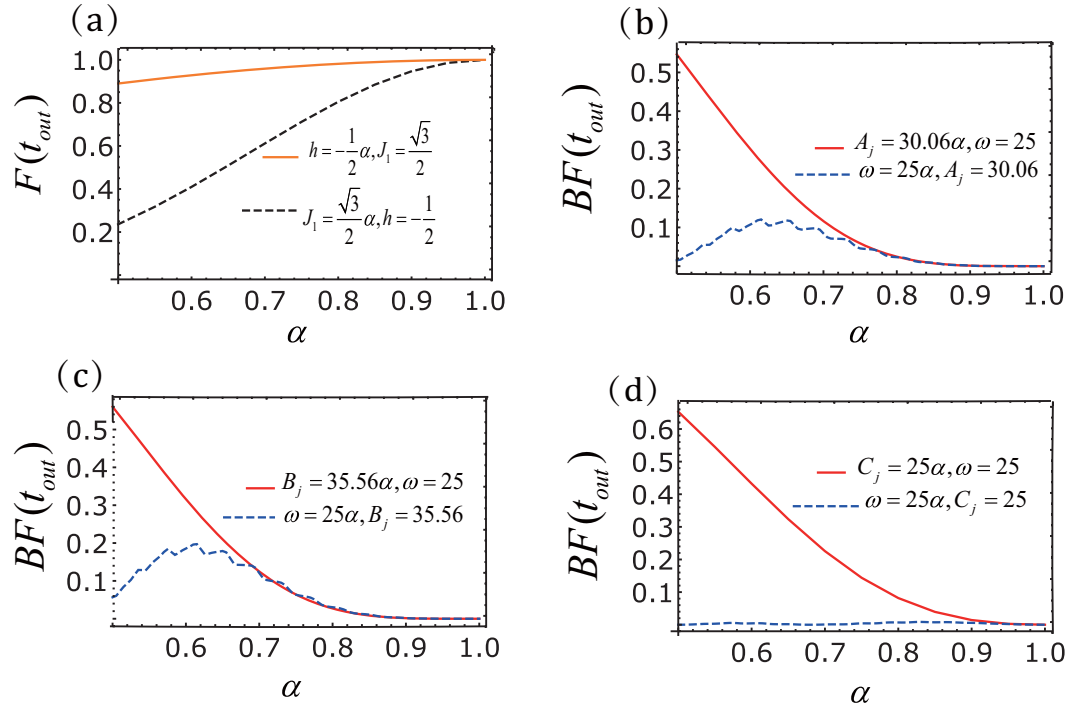 (a)
F(t_out)
1.0
0.8
0.6
0.4
0.2
h=-1/2 α, J₁=√3/2
J₁=√3/2 α, h=-1/2
0.6 0.7 0.8 0.9 1.0
α
(b)
BF(t_out)
0.5
0.4
0.3
0.2
0.1
A_j = 30.06α, ω = 25
ω = 25α, A_j = 30.06
0.6 0.7 0.8 0.9 1.0
α
(c)
BF(t_out)
0.5
0.4
0.3
0.2
0.1
B_j = 35.56α, ω = 25
ω = 25α, B_j = 35.56
0.6 0.7 0.8 0.9 1.0
α
(d)
BF(t_out)
0.6
0.5
0.4
0.3
0.2
0.1
C_j = 25α, ω = 25
ω = 25α, C_j = 25
0.6 0.7 0.8 0.9 1.0
α